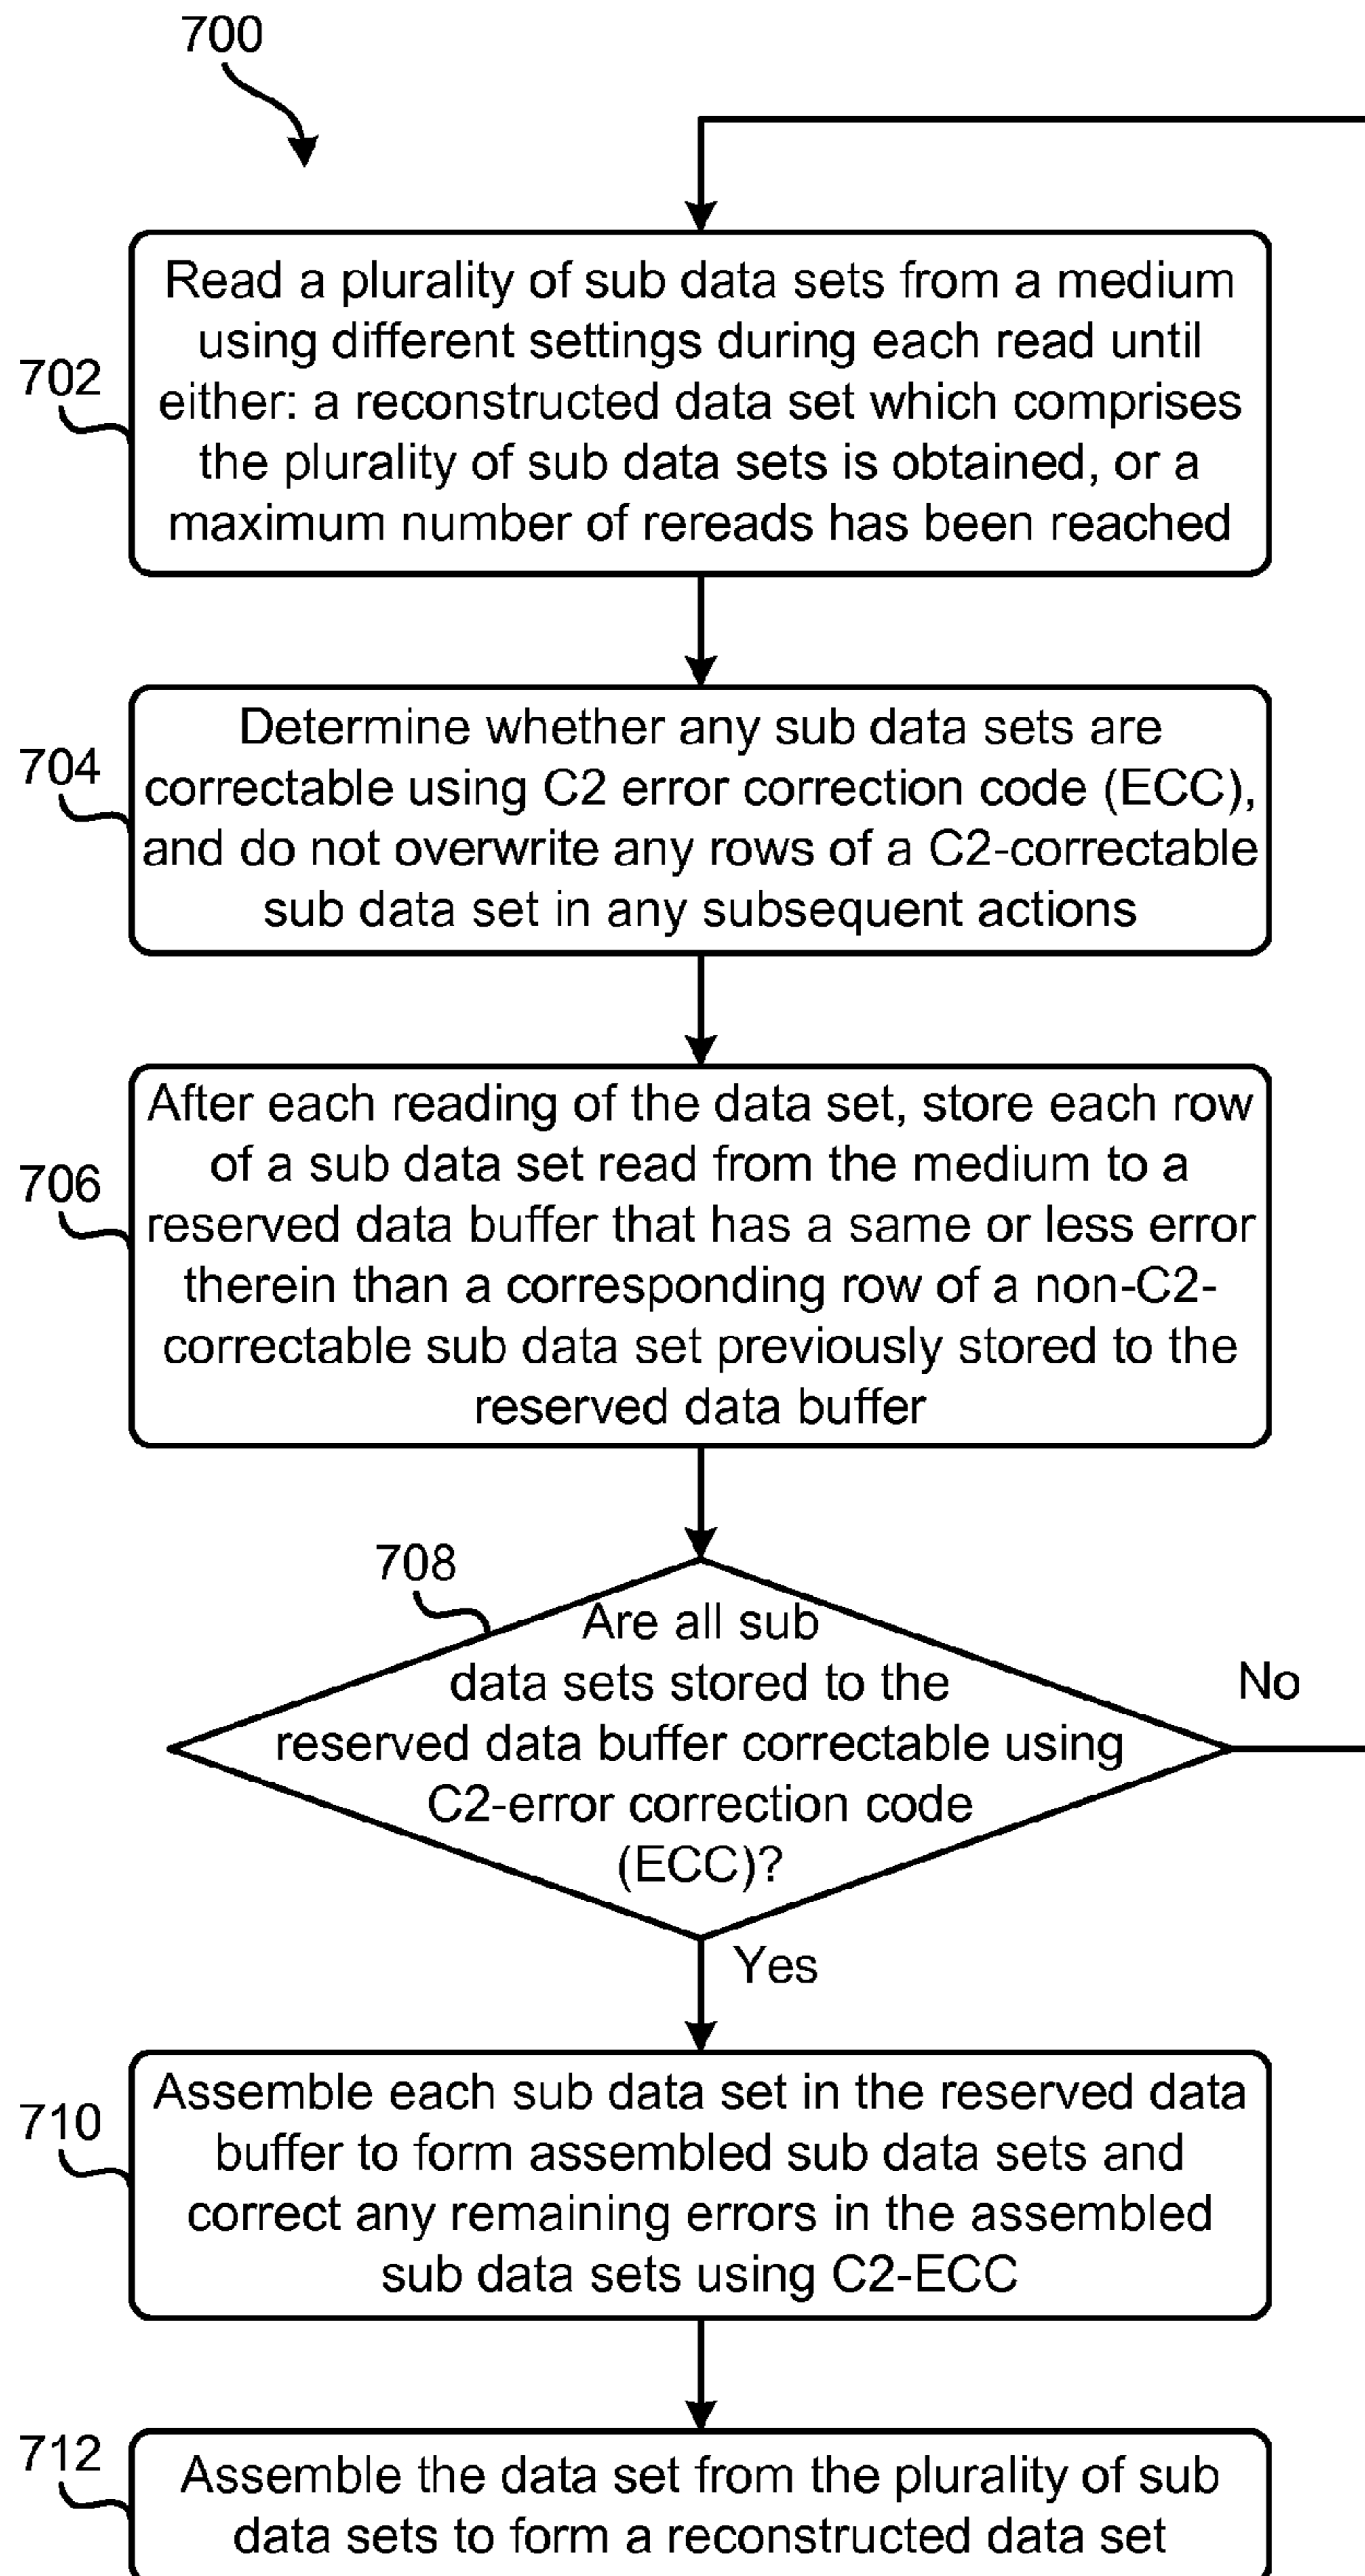 700
702
Read a plurality of sub data sets from a medium
using different settings during each read until
either: a reconstructed data set which comprises
the plurality of sub data sets is obtained, or a
maximum number of rereads has been reached
704
Determine whether any sub data sets are
correctable using C2 error correction code (ECC),
and do not overwrite any rows of a C2-correctable
sub data set in any subsequent actions
706
After each reading of the data set, store each row
of a sub data set read from the medium to a
reserved data buffer that has a same or less error
therein than a corresponding row of a non-C2-
correctable sub data set previously stored to the
reserved data buffer
708
Are all sub
data sets stored to the
reserved data buffer correctable using
C2-error correction code
(ECC)?
No
Yes
710
Assemble each sub data set in the reserved data
buffer to form assembled sub data sets and
correct any remaining errors in the assembled
sub data sets using C2-ECC
712
Assemble the data set from the plurality of sub
data sets to form a reconstructed data set